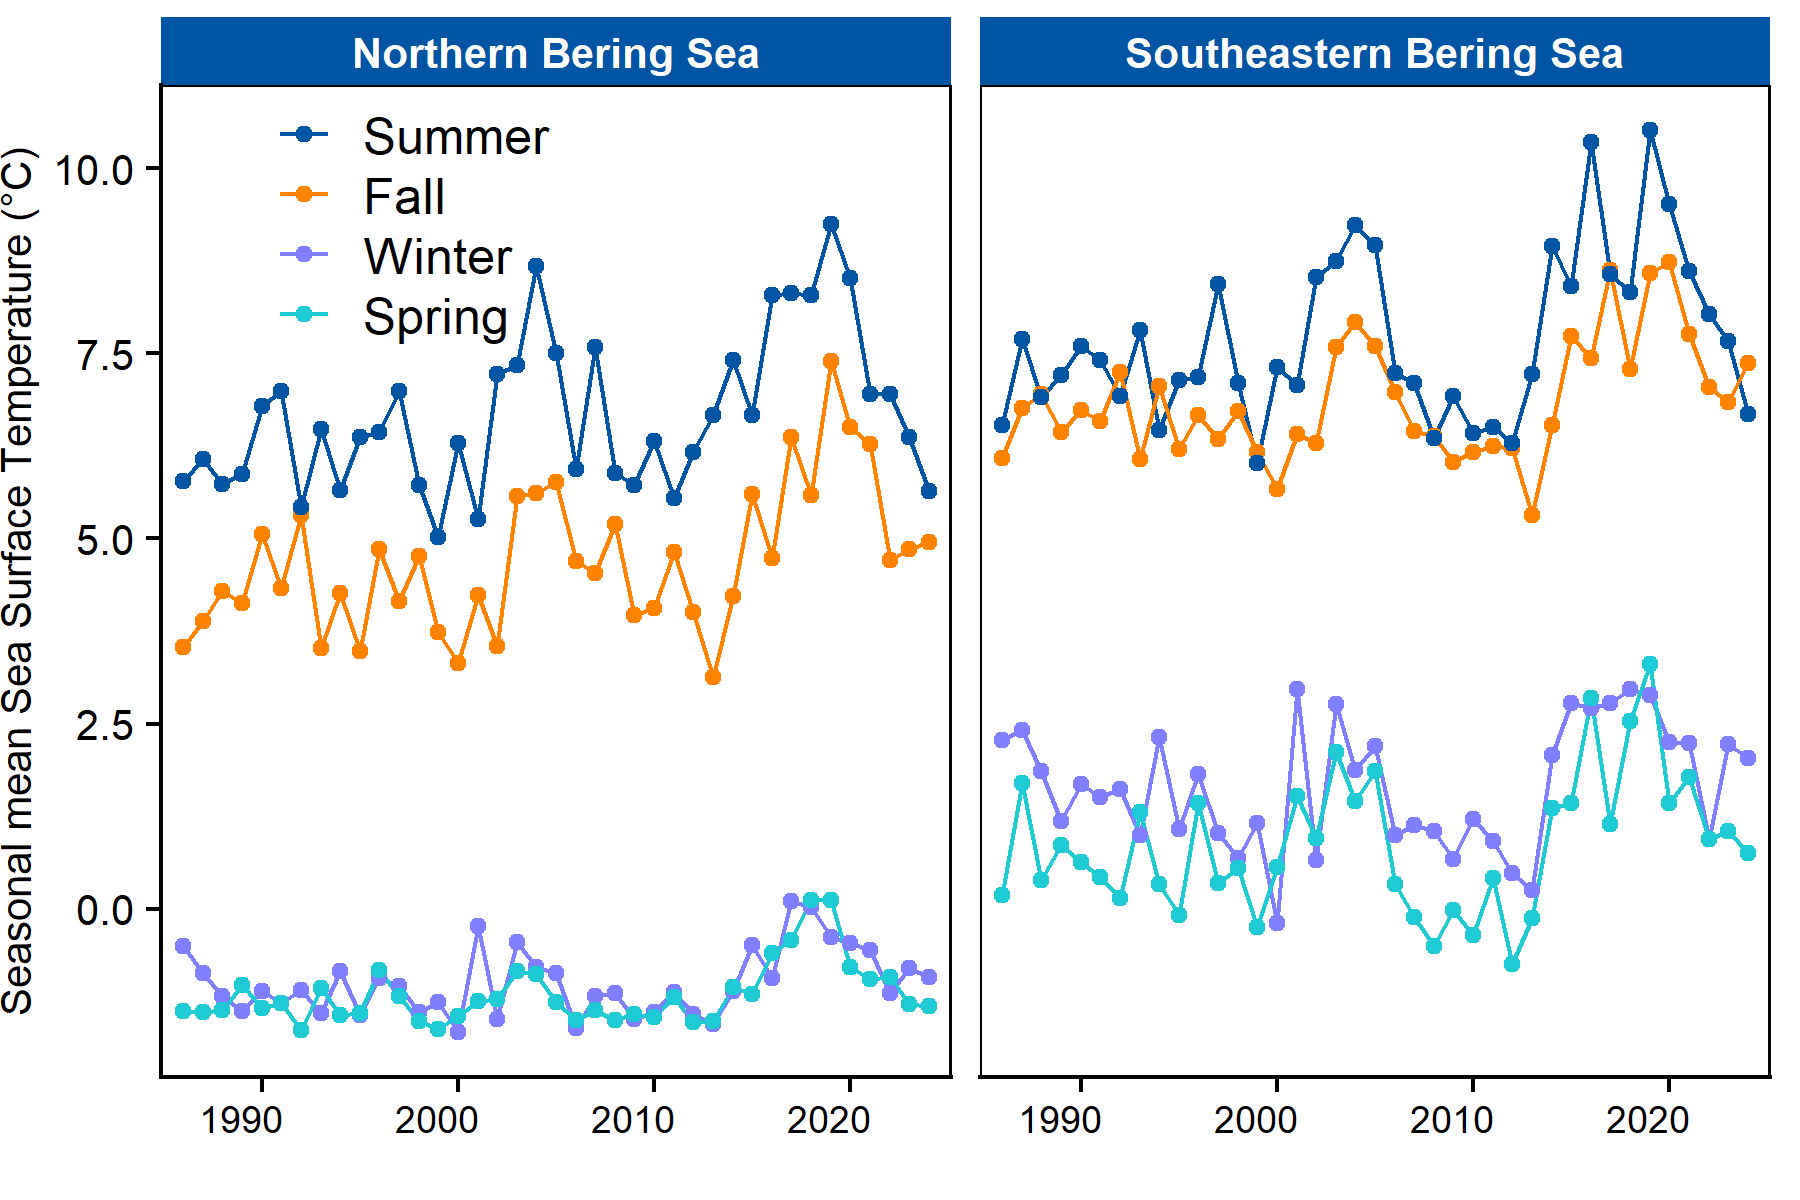 Northern Bering Sea
Southeastern Bering Sea
Seasonal mean Sea Surface Temperature (°C)
10.0
7.5
5.0
2.5
0.0
Summer
Fall
Winter
Spring
1990 2000 2010 2020
1990 2000 2010 2020